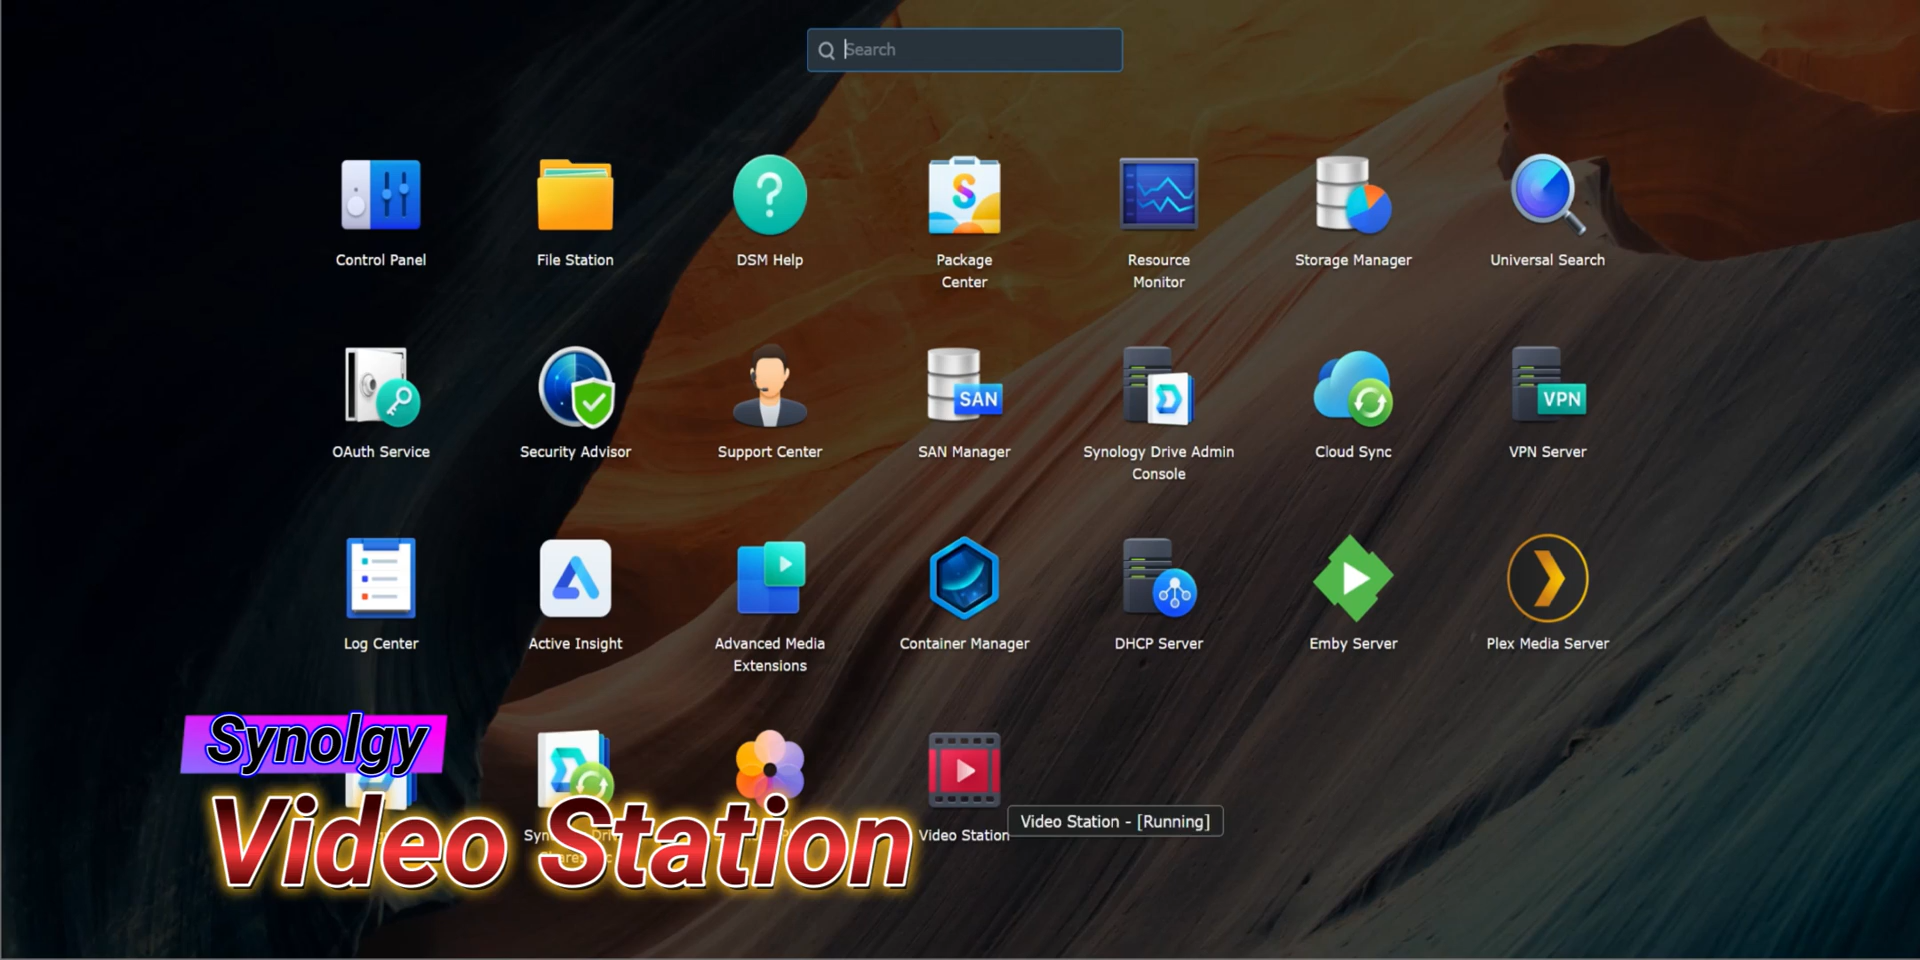 Search
Control Panel
File Station
DSM Help
Package
Center
Resource
Monitor
Storage Manager
Universal Search
OAuth Service
Security Advisor
Support Center
SAN
SAN Manager
Synology Drive Admin
Console
Cloud Sync
VPN
VPN Server
Log Center
Active Insight
Advanced Media
Extensions
Container Manager
DHCP Server
Emby Server
Plex Media Server
Synolgy
Video Station
Video Station
Video Station - [Running]